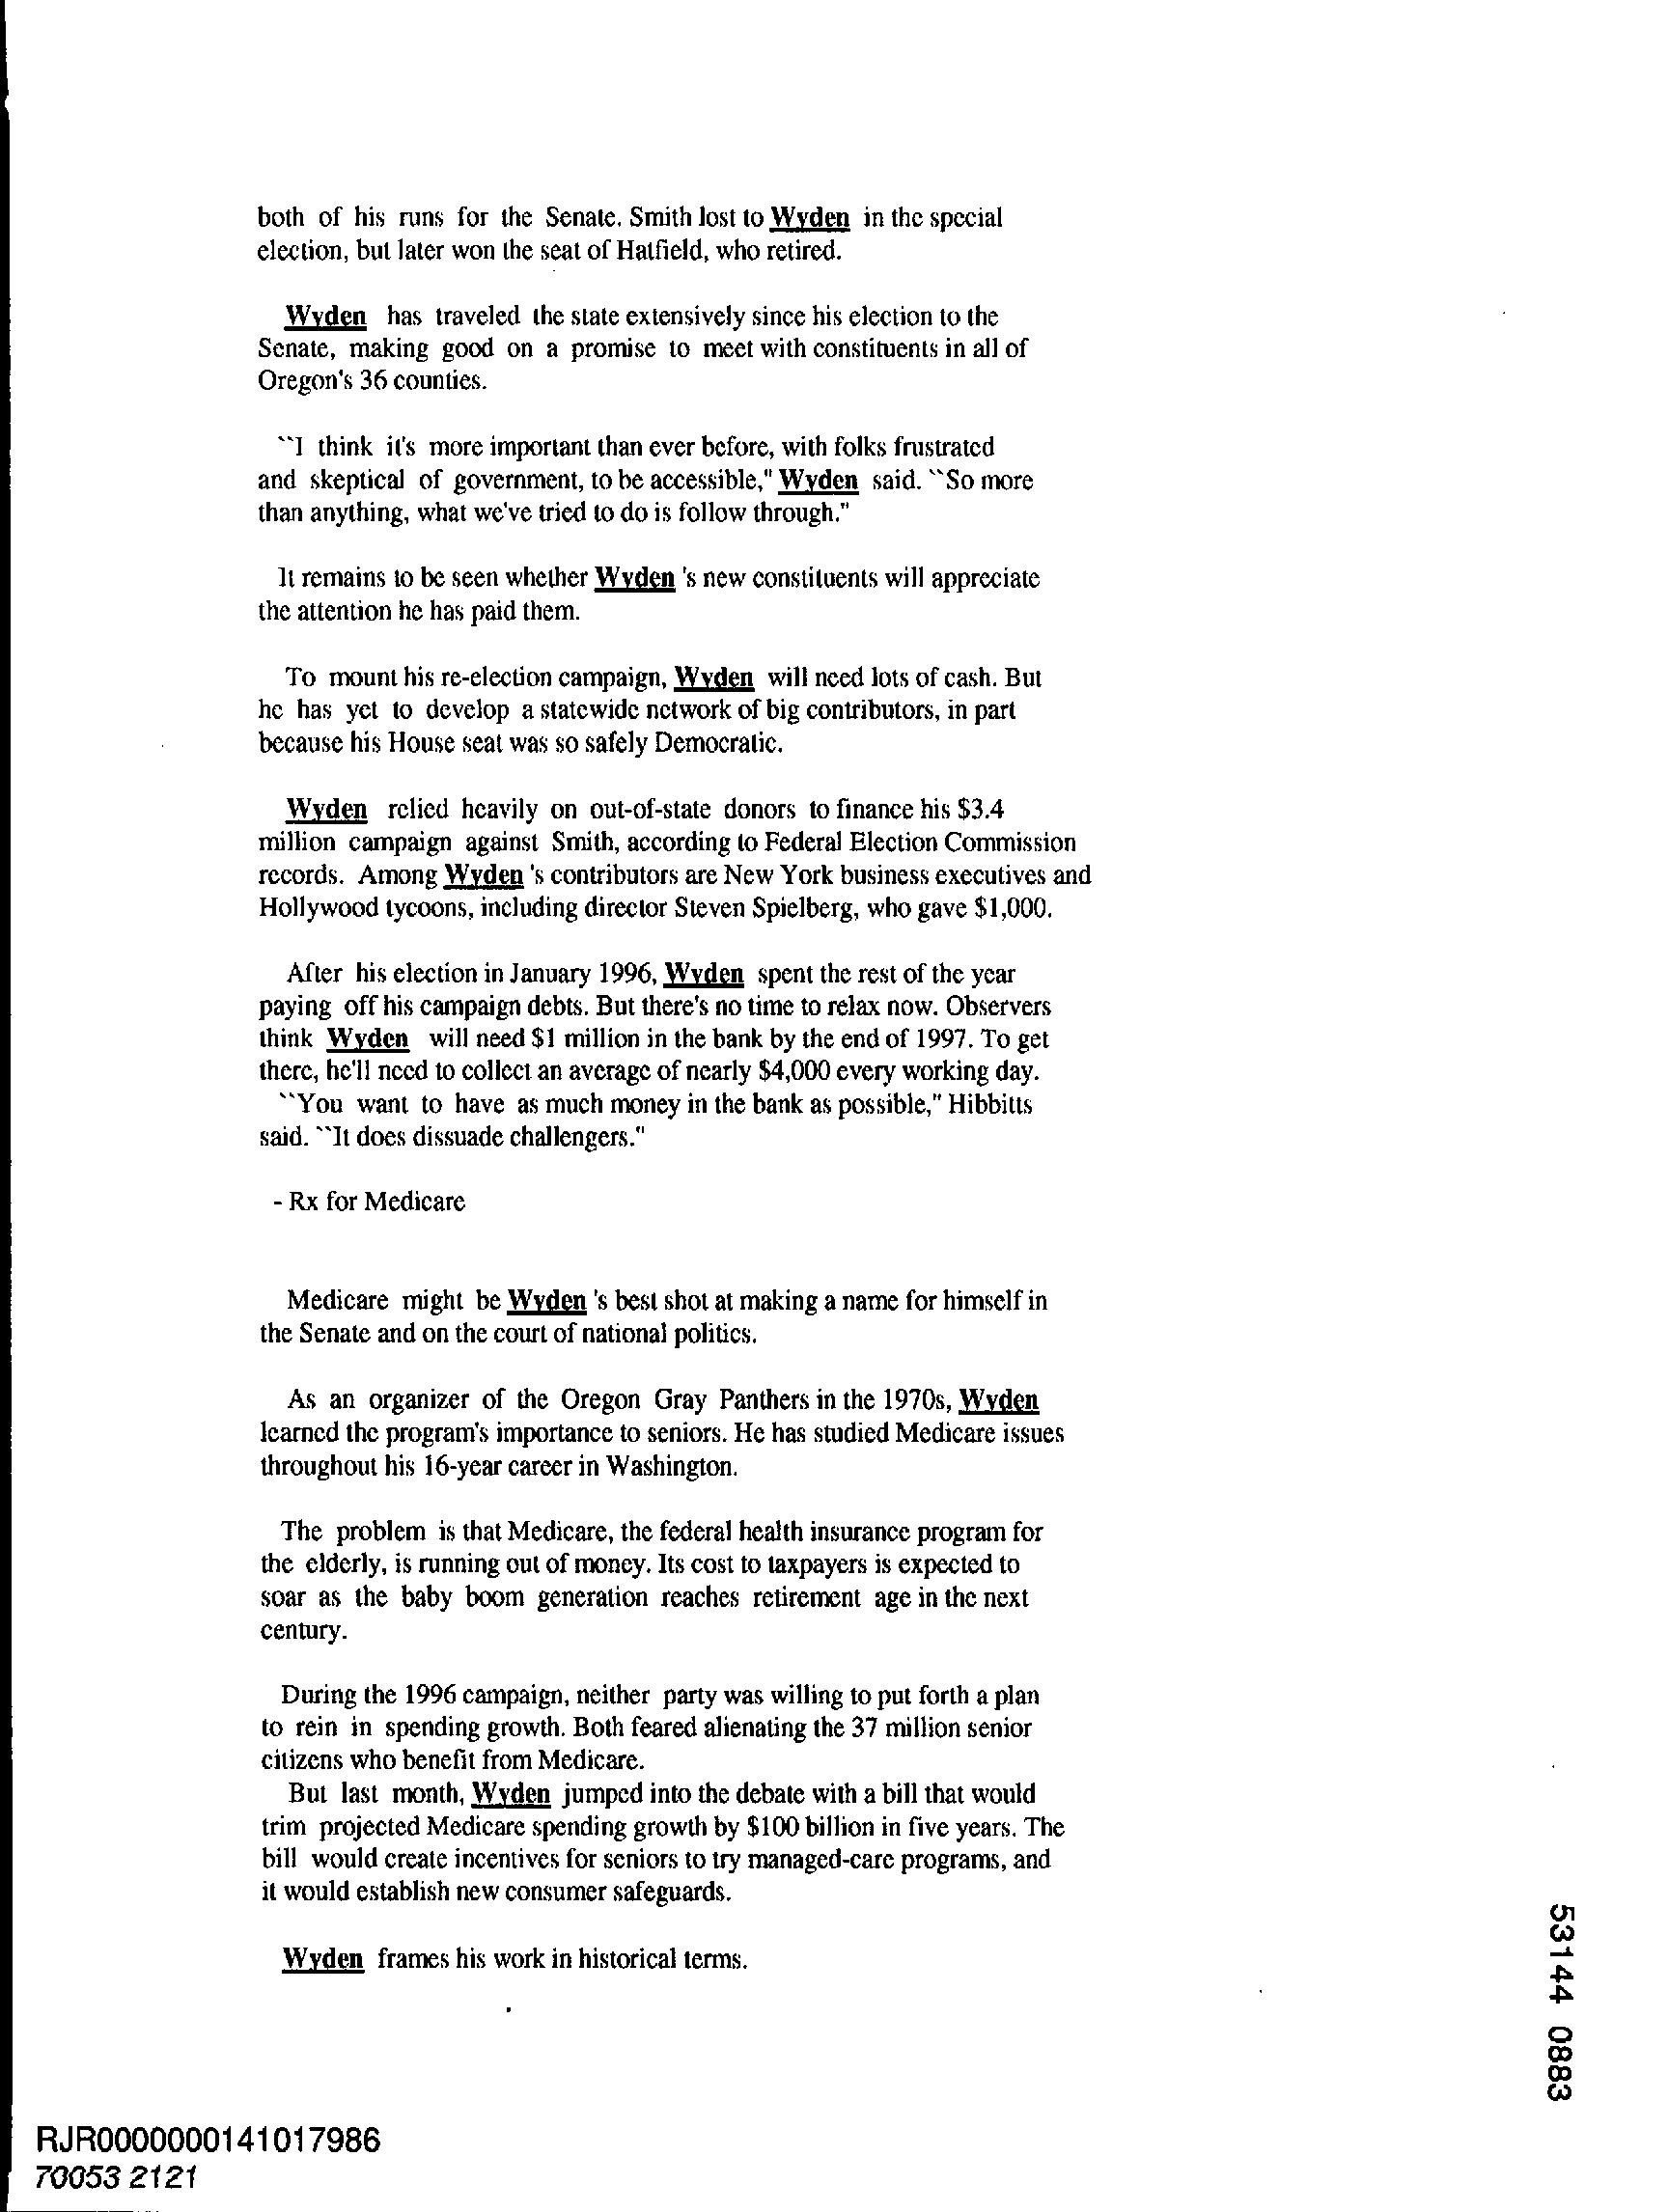 both of his runs for the Senate. Smith lost to Wyden in the special
election, but later won the seat of Hatfield, who retired.
Wyden has traveled the state extensively since his election to the
Senate, making good on a promise to meet with constituents in all of
Oregon's 36 counties.
``I think it's more important than ever before, with folks frustrated
and skeptical of government, to be accessible," Wyden said. ``So more
than anything, what we've tried to do is follow through."
It remains to be seen whether Wyden 's new constituents will appreciate
the attention he has paid them.
To mount his re-election campaign, Wyden will need lots of cash. But
he has yet to develop a statewide network of big contributors, in part
because his House seat was so safely Democratic.
Wyden relied heavily on out-of-state donors to finance his $3.4
million campaign against Smith, according to Federal Election Commission
records. Among Wyden 's contributors are New York business executives and
Hollywood tycoons, including director Steven Spielberg, who gave $1,000.
After his election in January 1996, Wyden spent the rest of the year
paying off his campaign debts. But there's no time to relax now. Observers
think Wyden will need $1 million in the bank by the end of 1997. To get
there, he'll need to collect an average of nearly $4,000 every working day.
``You want to have as much money in the bank as possible," Hibbitts
said. ``It does dissuade challengers."
- Rx for Medicare
Medicare might be Wyden 's best shot at making a name for himself in
the Senate and on the court of national politics.
As an organizer of the Oregon Gray Panthers in the 1970s, Wyden
learned the program's importance to seniors. He has studied Medicare issues
throughout his 16-year career in Washington.
The problem is that Medicare, the federal health insurance program for
the elderly, is running out of money. Its cost to taxpayers is expected to
soar as the baby boom generation reaches retirement age in the next
century.
During the 1996 campaign, neither party was willing to put forth a plan
to rein in spending growth. Both feared alienating the 37 million senior
citizens who benefit from Medicare.
But last month, Wyden jumped into the debate with a bill that would
trim projected Medicare spending growth by $100 billion in five years. The
bill would create incentives for seniors to try managed-care programs, and
it would establish new consumer safeguards.
Wyden frames his work in historical terms.
53144 0883
RJR0000000141017986
70053 2121